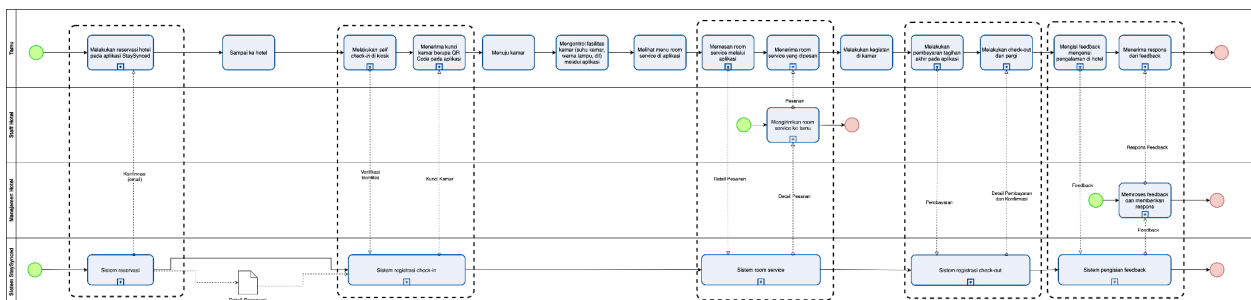 Tamu
Melakukan reservasi hotel
pada aplikasi StaySynced
Sampai ke hotel
Melakukan self
check-in di kiosk
Menerima kunci
kamar berupa QR
Code pada aplikasi
Menuju kamar
Mengontrol fasilitas
kamar (suhu kamar,
warna lampu, dll)
melalui aplikasi
Melihat menu room
service di aplikasi
Memesan room
service melalui
aplikasi
Menerima room
service yang dipesan
Melakukan kegiatan
di kamar
Melakukan
pembayaran tagihan
akhir pada aplikasi
Melakukan check-out
dan pergi
Mengisi feedback
mengenai
pengalaman di hotel
Menerima respons
dari feedback
Staff Hotel
Pesanan
Mengirimkan room
service ke tamu
Manajemen Hotel
Konfirmasi
(email)
Verifikasi
Identitas
Kunci Kamar
Detail Pesanan
Detail Pesanan
Pembayaran
Detail Pembayaran
dan Konfirmasi
Feedback
Respons Feedback
Memroses feedback
dan memberikan
respons
Feedback
Sistem StaySynced
Sistem reservasi
Detail Reservasi
Sistem registrasi check-in
Sistem room service
Sistem registrasi check-out
Sistem pengisian feedback